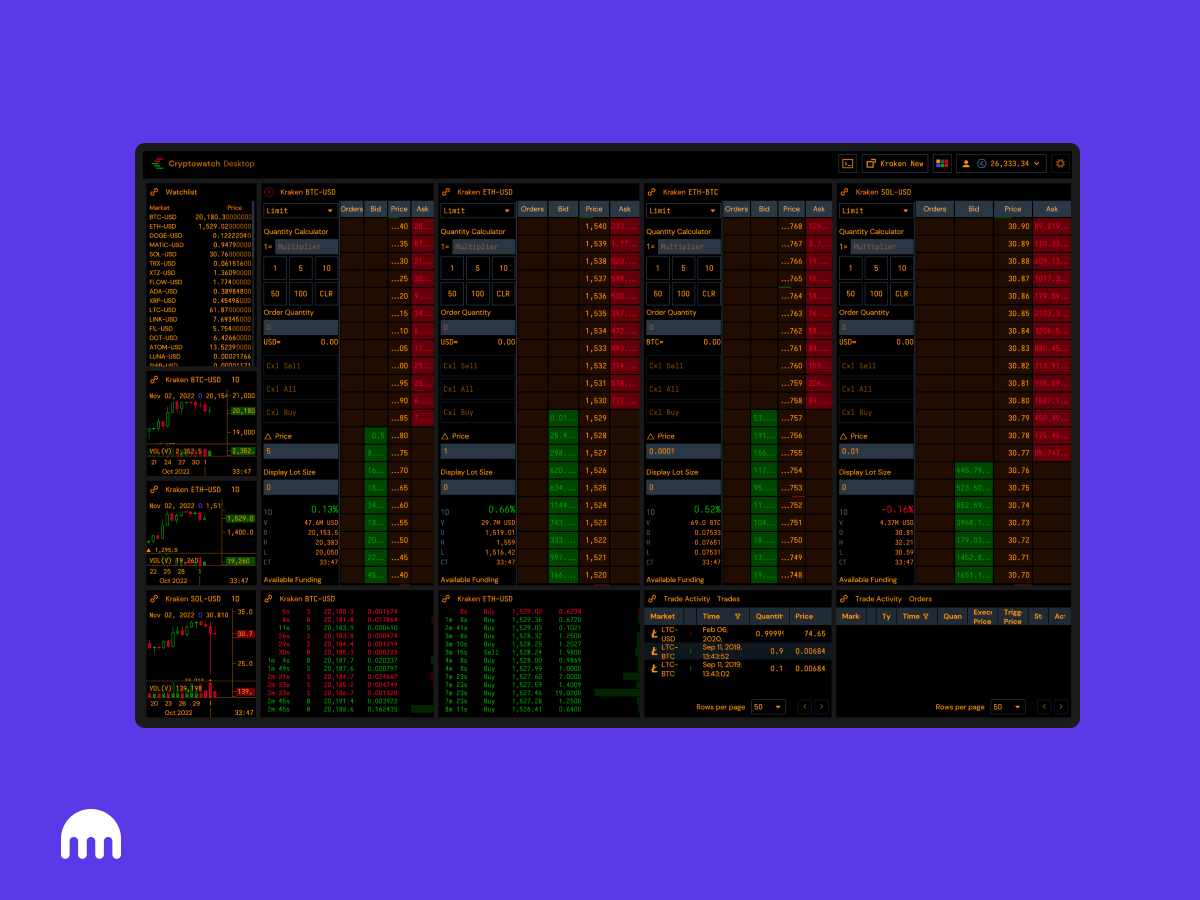 Cryptowatch Desktop
Kraken New
26,333.34
Watchlist
Market Price
BTC-USD 20,180.30000000
ETH-USD 1,529.02000000
DOGE-USD 0.12222040
MATIC-USD 0.94790000
SOL-USD 30.76000000
TRX-USD 0.06151600
XTZ-USD 1.36090000
FLOW-USD 1.77400000
ADA-USD 0.38984800
XRP-USD 0.45498000
LTC-USD 61.87000000
LINK-USD 7.69345000
FIL-USD 5.75400000
DOT-USD 6.42660000
ATOM-USD 13.52390000
LUNA-USD 0.00021766
Kraken BTC-USD 1D
Nov 02, 2022 O 20,154
21,000
20,180
19,000
VOL(V) 2,352.5
2,352.
21 24 27 30 1
Oct 2022 33:47
Kraken ETH-USD 1D
Nov 02, 2022 O 1,51
1,529.0
1,400.0
1,295.0
VOL(V) 19,260
19,260
22 25 28 1
Oct 2022 33:47
Kraken SOL-USD 1D
Nov 02, 2022 O 30.810
35.0
30.7
25.0
VOL(V) 139,198
139,
20 23 26 29 1
Oct 2022 33:47
Kraken BTC-USD
Limit
Orders Bid Price Ask
Quantity Calculator
1= Multiplier
1 5 10
50 100 CLR
Order Quantity
0
USD= 0.00
Cxl Sell
Cxl All
Cxl Buy
Price
5
Display Lot Size
0
1D 0.13%
V 47.6M USD
O 20,153.5
H 20,383
L 20,050
CT 33:47
Available Funding
...40
...35
...30
...25
...20
...15
...10
...05
...00
...95
...90
...85
0.5 ...80
...75
...70
...65
...60
...55
...50
...45
...40
Kraken ETH-USD
Limit
Orders Bid Price Ask
Quantity Calculator
1= Multiplier
1 5 10
50 100 CLR
Order Quantity
0
USD= 0.00
Cxl Sell
Cxl All
Cxl Buy
Price
1
Display Lot Size
0
1D 0.66%
V 29.7M USD
O 1,519.01
H 1,559
L 1,516.42
CT 33:47
Available Funding
1,540
1,539
1,538
1,537
1,536
1,535
1,534
1,533
1,532
1,531
1,530
1,529
1,528
1,527
1,526
1,525
1,524
1,523
1,522
1,521
1,520
Kraken ETH-BTC
Limit
Orders Bid Price Ask
Quantity Calculator
1= Multiplier
1 5 10
50 100 CLR
Order Quantity
0
BTC= 0.00
Cxl Sell
Cxl All
Cxl Buy
Price
0.0001
Display Lot Size
0
1D 0.52%
V 69.0 BTC
O 0.07533
H 0.07651
L 0.07531
CT 33:47
Available Funding
...768
...767
...766
...765
...764
...763
...762
...761
...760
...759
...758
...757
...756
...755
...754
...753
...752
...751
...750
...749
...748
Kraken SOL-USD
Limit
Orders Bid Price Ask
Quantity Calculator
1= Multiplier
1 5 10
50 100 CLR
Order Quantity
0
USD= 0.00
Cxl Sell
Cxl All
Cxl Buy
Price
0.01
Display Lot Size
0
1D -0.16%
V 4.37M USD
O 30.81
H 32.21
L 30.59
CT 33:47
Available Funding
30.90
30.89
30.88
30.87
30.86
30.85
30.84
30.83
30.82
30.81
30.80
30.79
30.78
30.77
30.76
30.75
30.74
30.73
30.72
30.71
30.70
Kraken BTC-USD
5s S 20,180.3 0.001674
8s B 20,181.8 0.017864
11s S 20,183.9 0.000610
26s S 20,183.8 0.000474
29s S 20,184.2 0.001219
30s B 20,185.3 0.000223
1m 4s B 20,187.7 0.020337
1m 49s S 20,187.6 0.000797
2m 21s S 20,184.7 0.024667
2m 33s S 20,185.2 0.004749
2m 33s S 20,186.7 0.001320
2m 45s B 20,191.4 0.003922
2m 45s B 20,188.6 0.162435
Kraken ETH-USD
8s Buy 1,529.02 0.6298
1m 8s Buy 1,529.36 0.6720
2m 41s Buy 1,529.03 0.1021
3m 8s Buy 1,528.32 1.2500
3m 10s Buy 1,528.25 1.2027
3m 15s Sell 1,528.24 1.9800
4m 8s Buy 1,528.00 0.9869
4m 8s Buy 1,527.99 1.0000
7m 23s Buy 1,527.60 7.0000
7m 23s Buy 1,527.59 1.4009
7m 23s Buy 1,527.46 19.0200
7m 23s Buy 1,527.28 1.2500
8m 11s Buy 1,526.41 0.6400
Trade Activity Trades
Market Time Quantit Price
LTC-USD Feb 06, 2020, 0.9999 74.65
LTC-BTC Sep 11, 2019, 13:43:52 0.9 0.00684
LTC-BTC Sep 11, 2019, 13:43:02 0.1 0.00684
Rows per page 50
Trade Activity Orders
Mark Ty Time Quan Exec Price Trigg Price St Ac
Rows per page 50